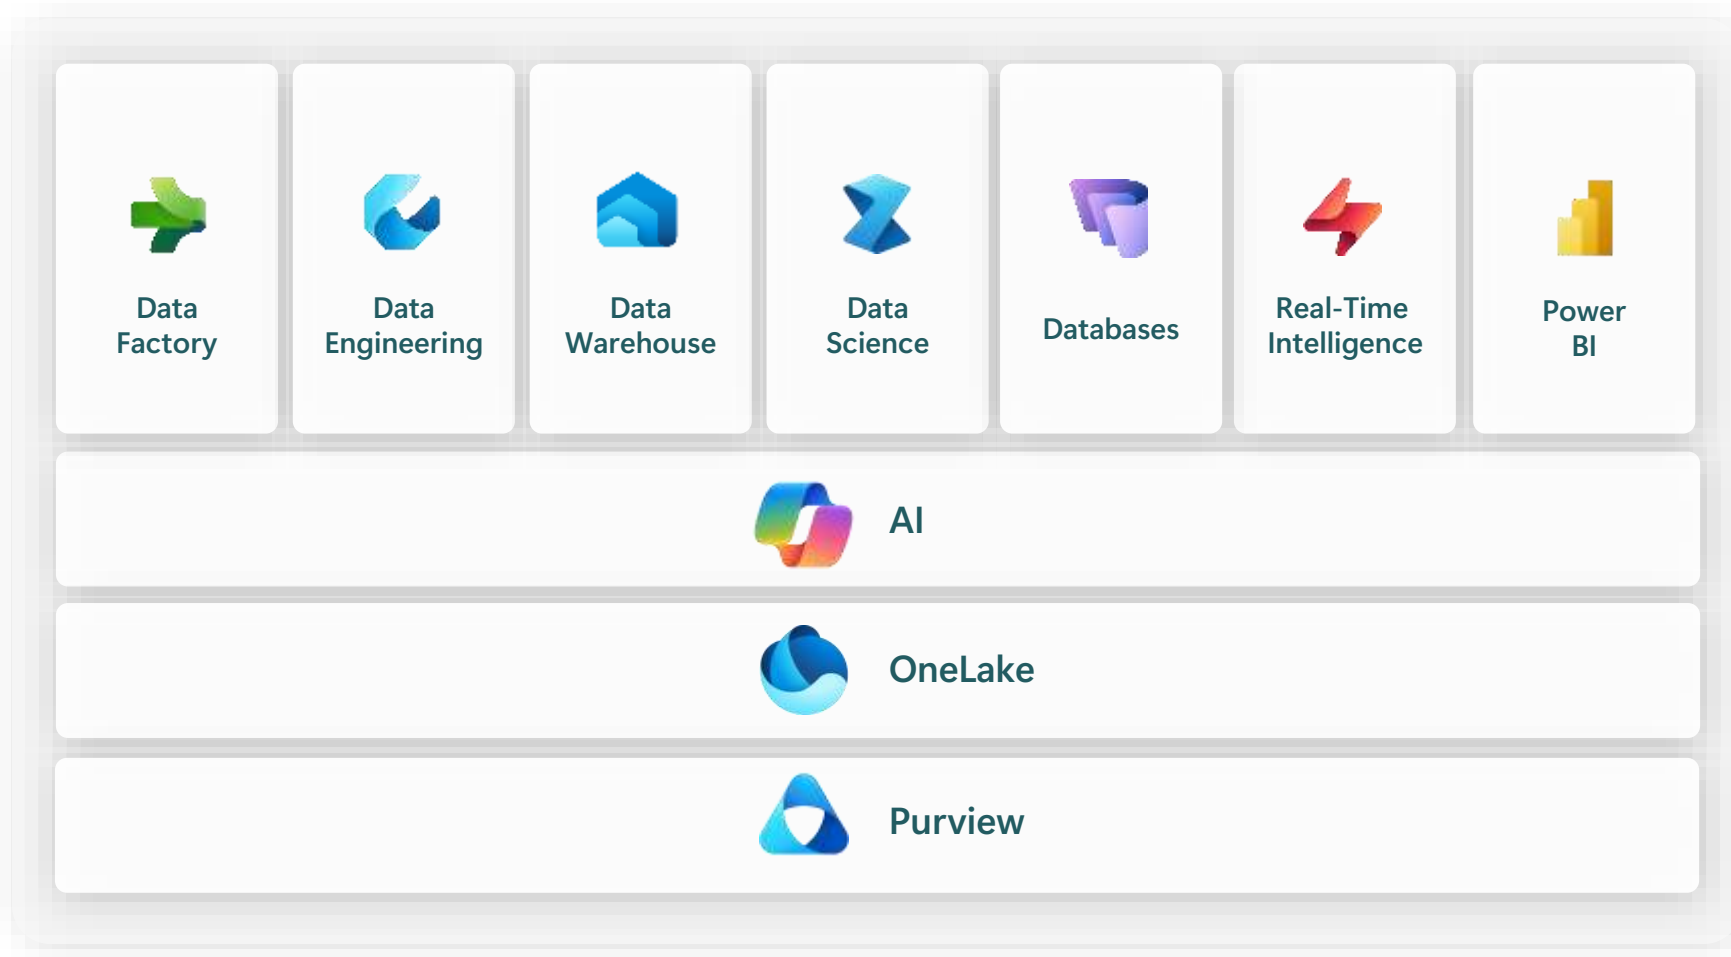 Data
Factory
Data
Engineering
Data
Warehouse
Data
Science
Databases
Real-Time
Intelligence
Power
BI
AI
OneLake
Purview